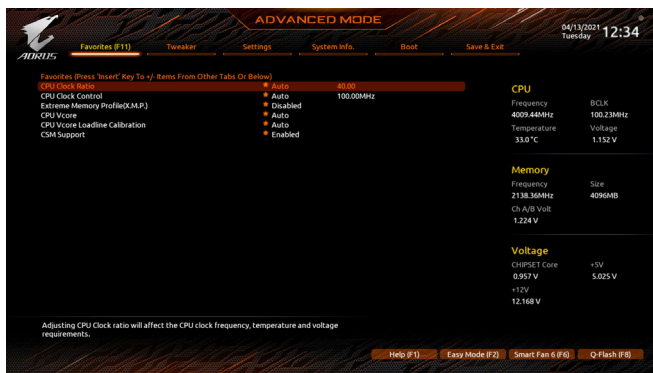 ADVANCED MODE
04/13/2021 12:34
Tuesday
AORUS
Favorites (F11) Tweaker Settings System Info. Boot Save & Exit
Favorites (Press 'Insert' Key To +/- Items From Other Tabs Or Below)
CPU Clock Ratio Auto 40.00
CPU Clock Control Auto 100.00MHz
Extreme Memory Profile(X.M.P.) Disabled
CPU Vcore Auto
CPU Vcore Loadline Calibration Auto
CSM Support Enabled
CPU
Frequency BCLK
4009.44MHz 100.23MHz
Temperature Voltage
33.0 °C 1.152 V
Memory
Frequency Size
2138.36MHz 4096MB
Ch A/B Volt
1.224 V
Voltage
CHIPSET Core +5V
0.957 V 5.025 V
+12V
12.168 V
Adjusting CPU Clock ratio will affect the CPU clock frequency, temperature and voltage
requirements.
Help (F1) Easy Mode (F2) Smart Fan 6 (F6) Q-Flash (F8)